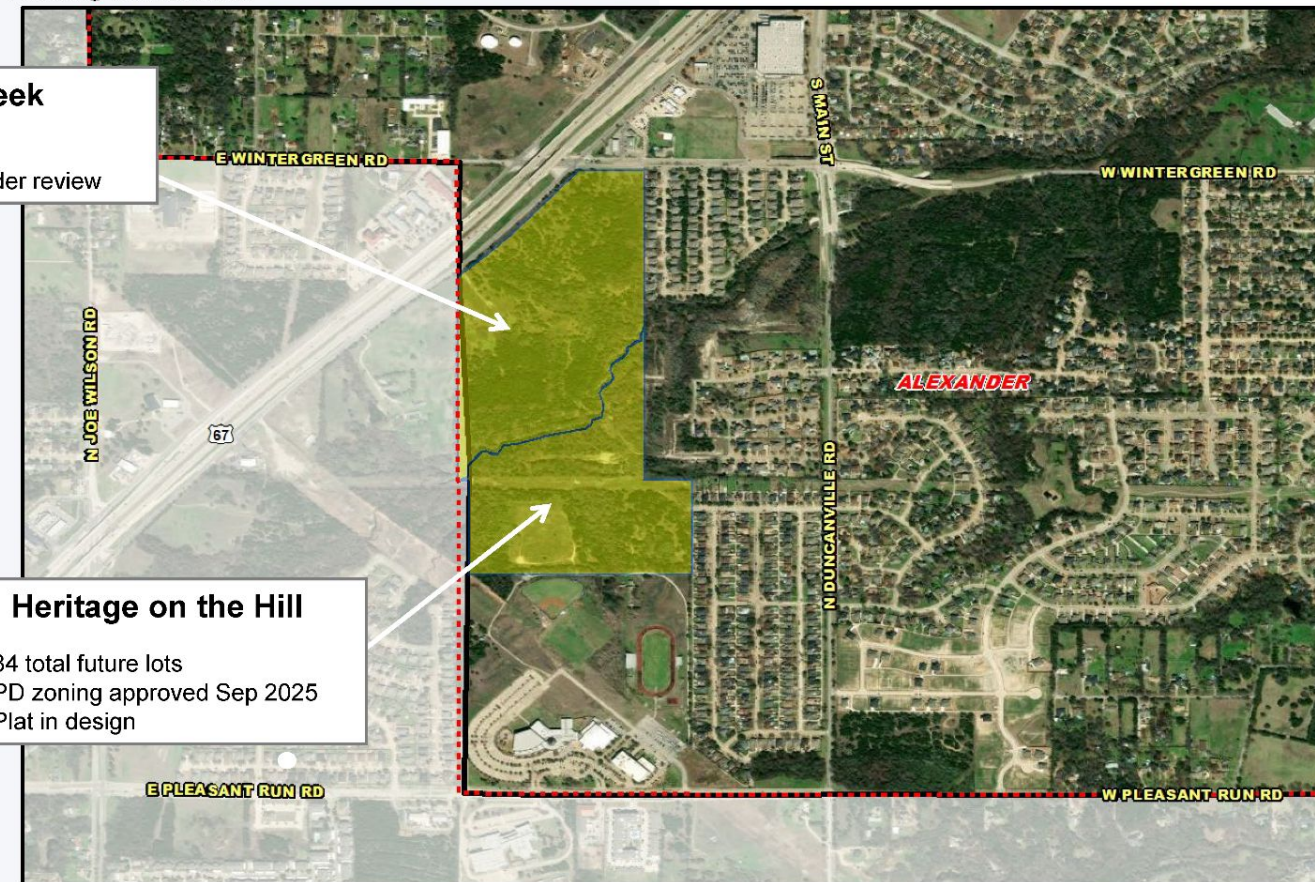 eek
der review
E WINTERGREEN RD
S MAIN ST
W WINTERGREEN RD
N JOE WILSON RD
67
ALEXANDER
N DUNCANVILLE RD
Heritage on the Hill
34 total future lots
PD zoning approved Sep 2025
Plat in design
E PLEASANT RUN RD
W PLEASANT RUN RD